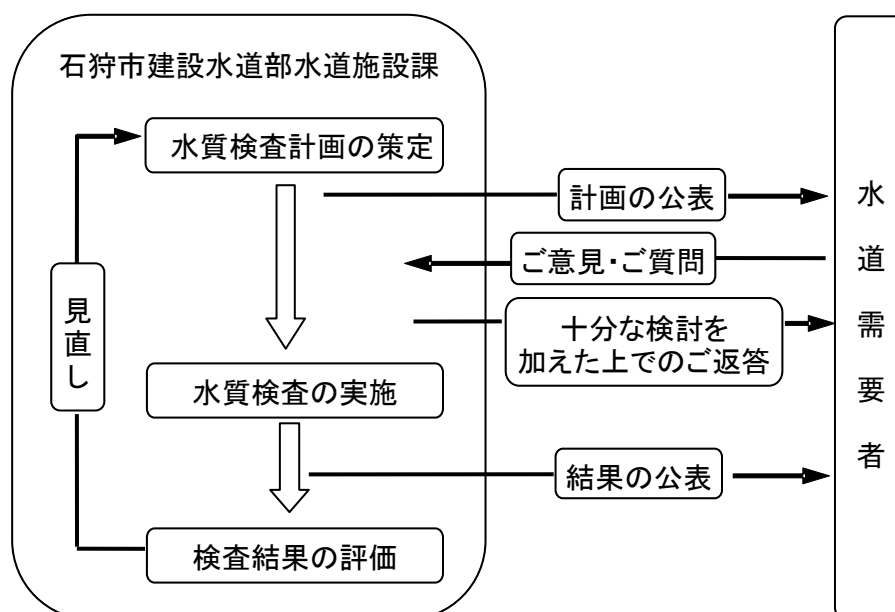 石狩市建設水道部水道施設課
水質検査計画の策定
計画の公表
ご意見・ご質問
十分な検討を
加えた上でのご返答
見直し
水質検査の実施
結果の公表
検査結果の評価
水道需要者